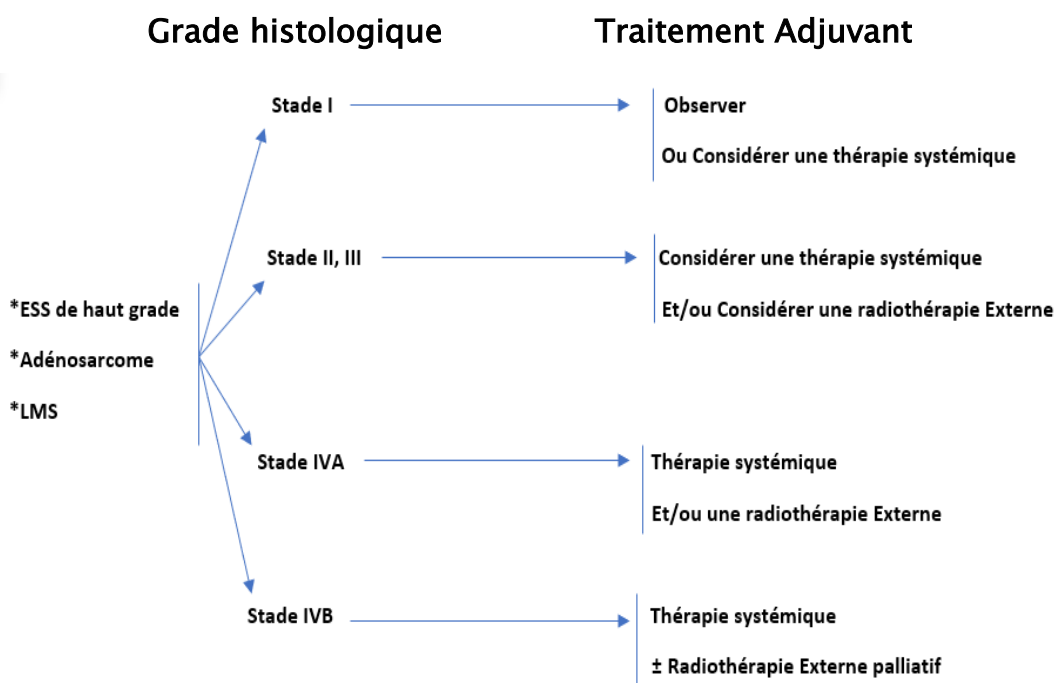 Grade histologique
Traitement Adjuvant
Stade I
Observer
Ou Considérer une thérapie systémique
Stade II, III
Considérer une thérapie systémique
Et/ou Considérer une radiothérapie Externe
*ESS de haut grade
*Adénosarcome
*LMS
Stade IVA
Thérapie systémique
Et/ou une radiothérapie Externe
Stade IVB
Thérapie systémique
± Radiothérapie Externe palliatif